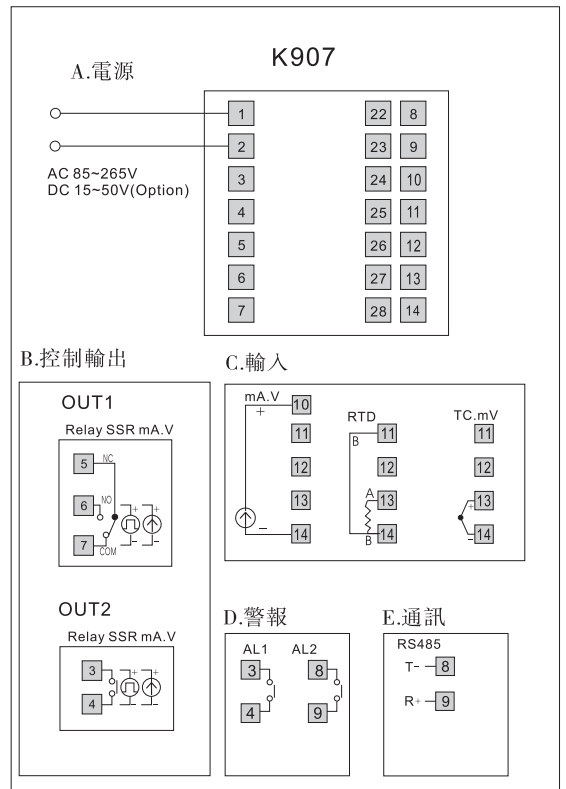 K907
A.電源
1 22 8
2 23 9
AC 85~265V
DC 15~50V(Option)
3 24 10
4 25 11
5 26 12
6 27 13
7 28 14
B.控制輸出
OUT1
Relay SSR mA.V
5 NC
6 NO + +
7 COM - -
OUT2
Relay SSR mA.V
3 + +
4 - -
C.輸入
mA.V
+ 10
11
12
13
- 14
RTD
B 11
12
A 13
B 14
TC.mV
11
12
+ 13
- 14
D.警報
AL1 AL2
3 8
4 9
E.通訊
RS485
T- 8
R+ 9